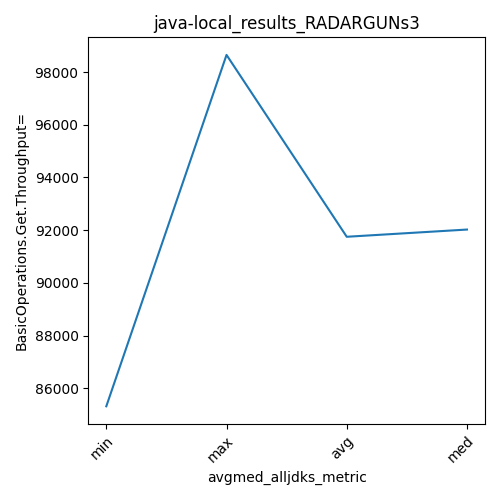 java-local_results_RADARGUNs3
BasicOperations.Get.Throughput=
98000
96000
94000
92000
90000
88000
86000
min
max
avg
med
avgmed_alljdks_metric